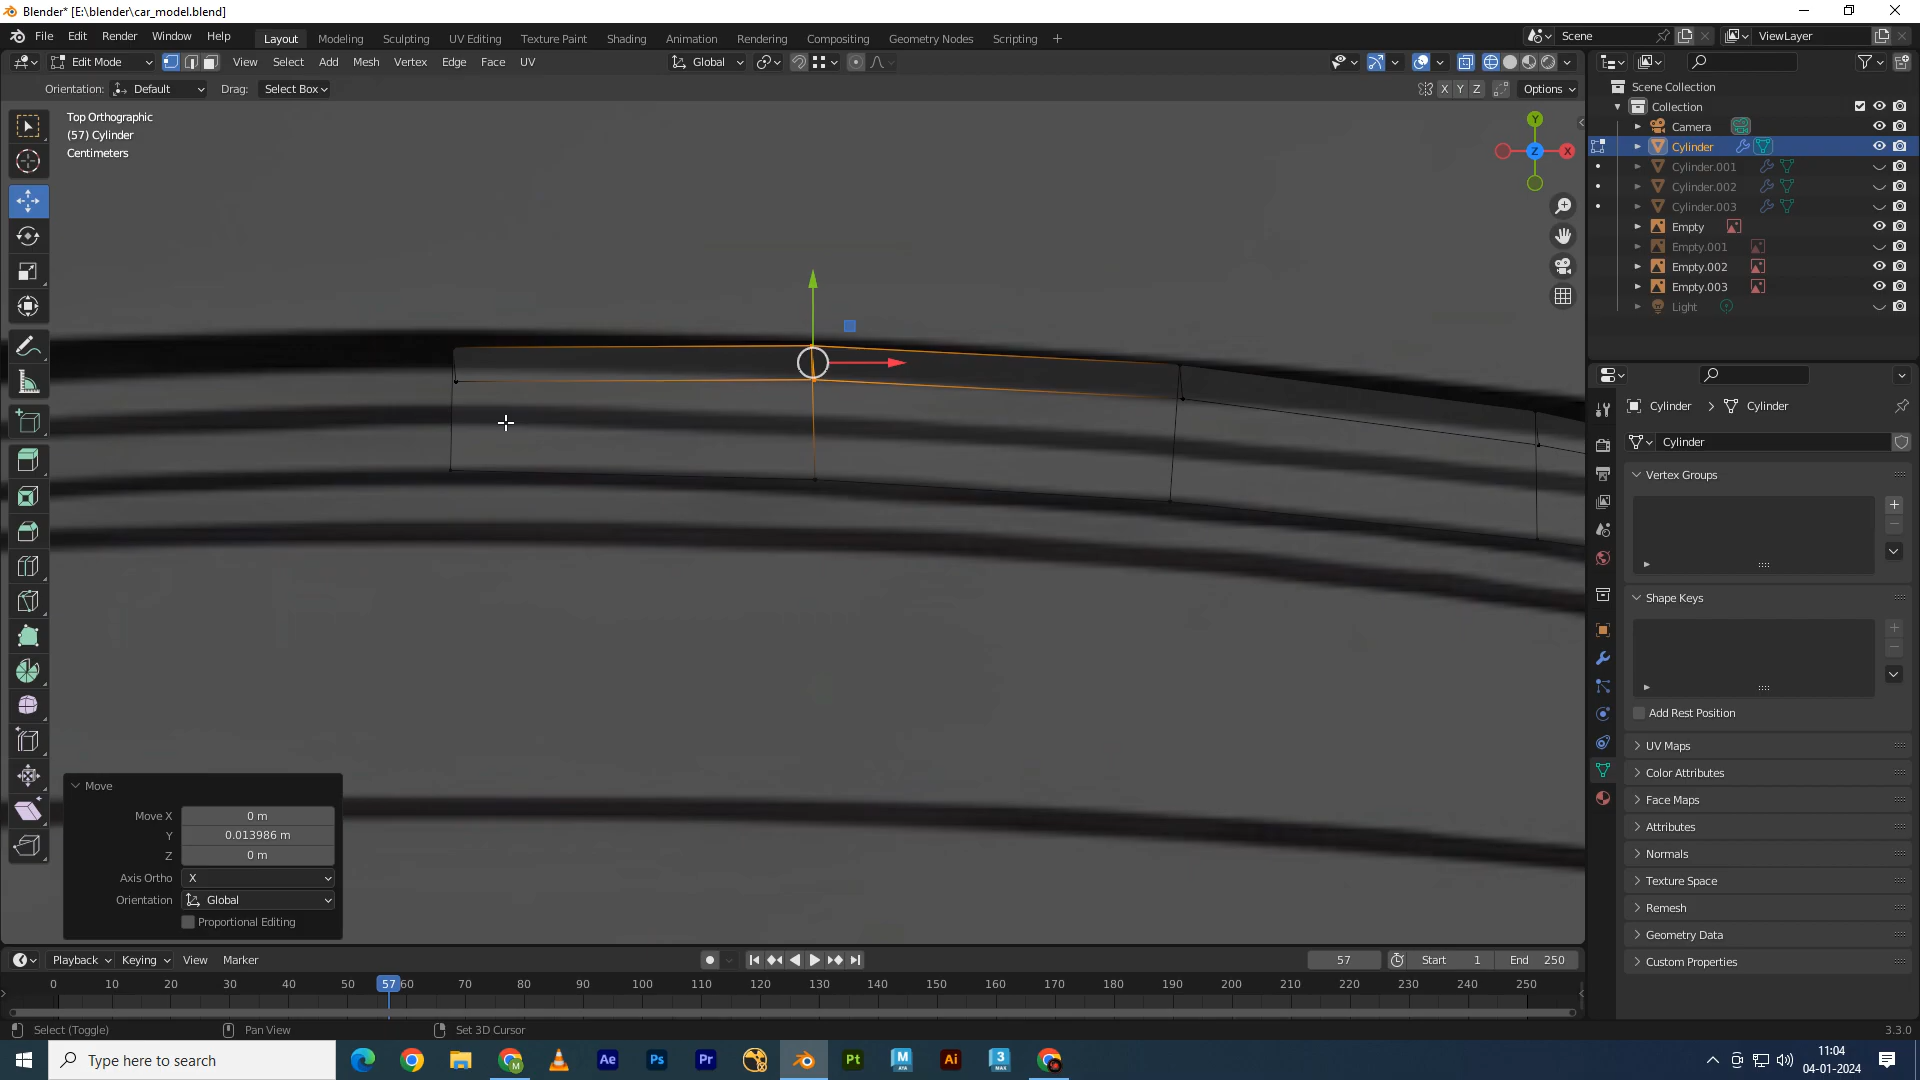 Blender* [E:\blender\car_model.blend]
File Edit Render Window Help
Layout Modeling Sculpting UV Editing Texture Paint Shading Animation Rendering Compositing Geometry Nodes Scripting +
Scene
ViewLayer
Edit Mode View Select Add Mesh Vertex Edge Face UV
Global
Orientation: Default Drag: Select Box
X Y Z Options
Top Orthographic
(57) Cylinder
Centimeters
Y
Z X
Scene Collection
Collection
Camera
Cylinder
Cylinder.001
Cylinder.002
Cylinder.003
Empty
Empty.001
Empty.002
Empty.003
Light
Cylinder > Cylinder
Cylinder
Vertex Groups
Shape Keys
Add Rest Position
UV Maps
Color Attributes
Face Maps
Attributes
Normals
Texture Space
Remesh
Geometry Data
Custom Properties
Move
Move X 0 m
Y 0.013986 m
Z 0 m
Axis Ortho X
Orientation Global
Proportional Editing
Playback Keying View Marker
57 Start 1 End 250
0 10 20 30 40 50 57 60 70 80 90 100 110 120 130 140 150 160 170 180 190 200 210 220 230 240 250
Select (Toggle) Pan View Set 3D Cursor
3.3.0
Type here to search
M
Ae Ps Pr Pt M AYA Ai 3 MAX
11:04
04-01-2024